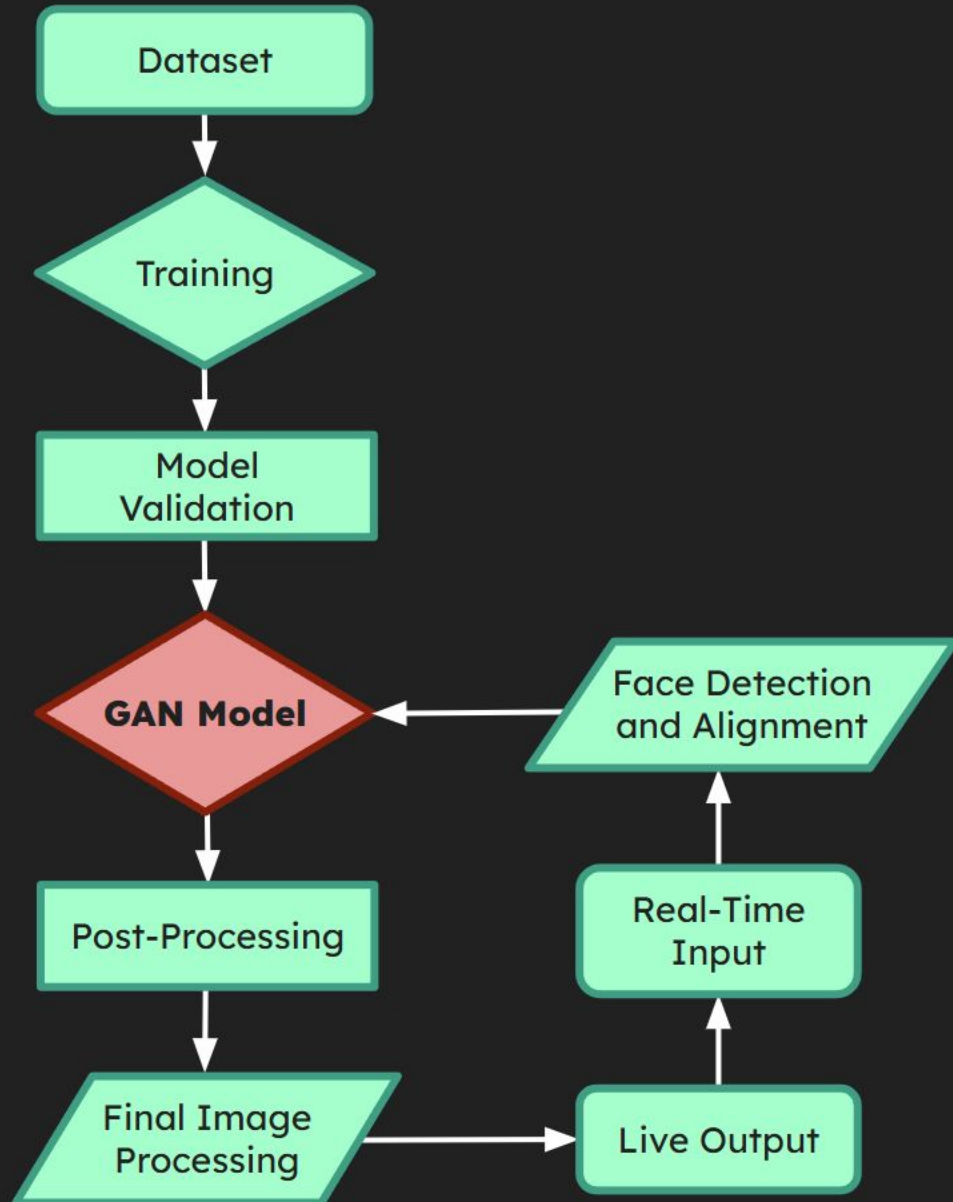 Dataset
Training
Model
Validation
GAN Model
Face Detection
and Alignment
Post-Processing
Real-Time
Input
Final Image
Processing
Live Output